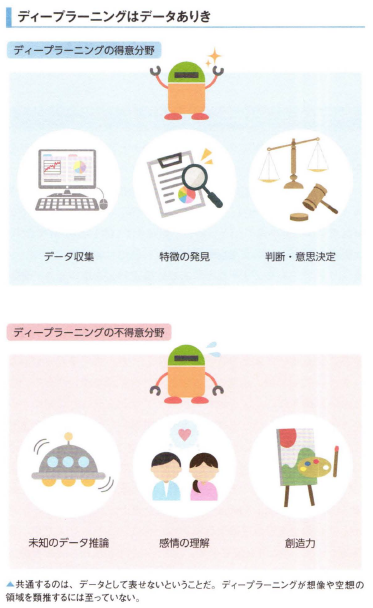 ディープラーニングはデータありき
ディープラーニングの得意分野
データ収集
特徴の発見
判断・意思決定
ディープラーニングの不得意分野
未知のデータ推論
感情の理解
創造力
▲共通するのは、データとして表せないということだ。ディープラーニングが想像や空想の
領域を類推するには至っていない。